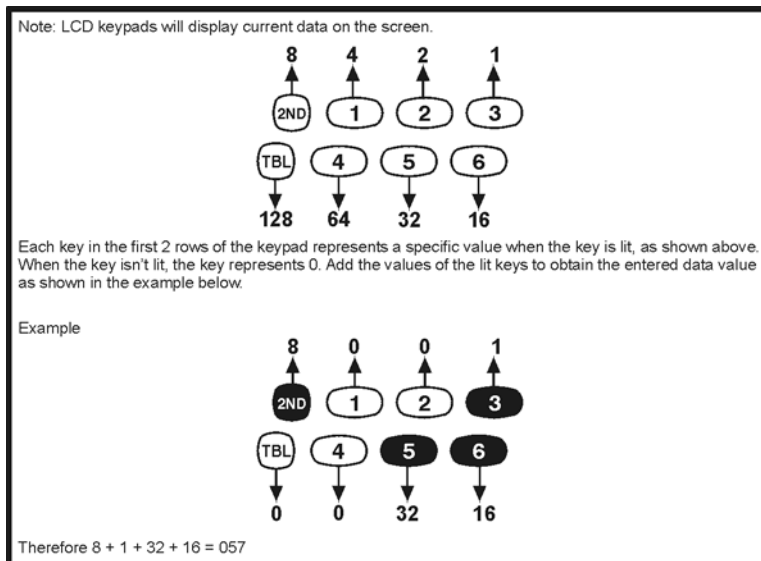 Note: LCD keypads will display current data on the screen.
8 4 2 1
2ND 1 2 3
TBL 4 5 6
128 64 32 16
Each key in the first 2 rows of the keypad represents a specific value when the key is lit, as shown above.
When the key isn't lit, the key represents 0. Add the values of the lit keys to obtain the entered data value
as shown in the example below.
Example
8 0 0 1
2ND 1 2 3
TBL 4 5 6
0 0 32 16
Therefore 8 + 1 + 32 + 16 = 057